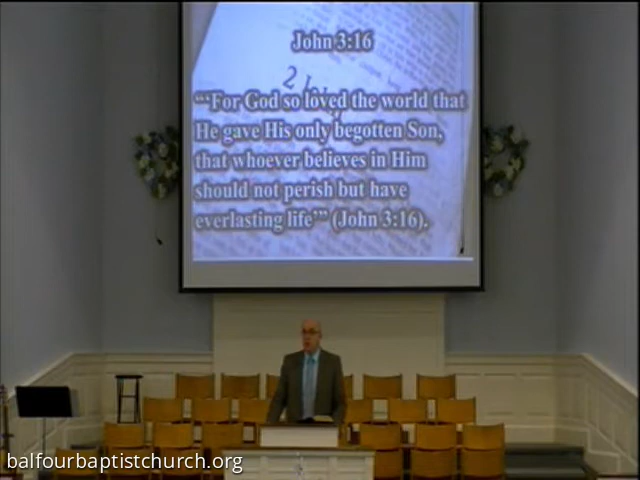 John 3:16
"'For God so loved the world that
He gave His only begotten Son,
that whoever believes in Him
should not perish but have
everlasting life'" (John 3:16).
balfourbaptistchurch.org